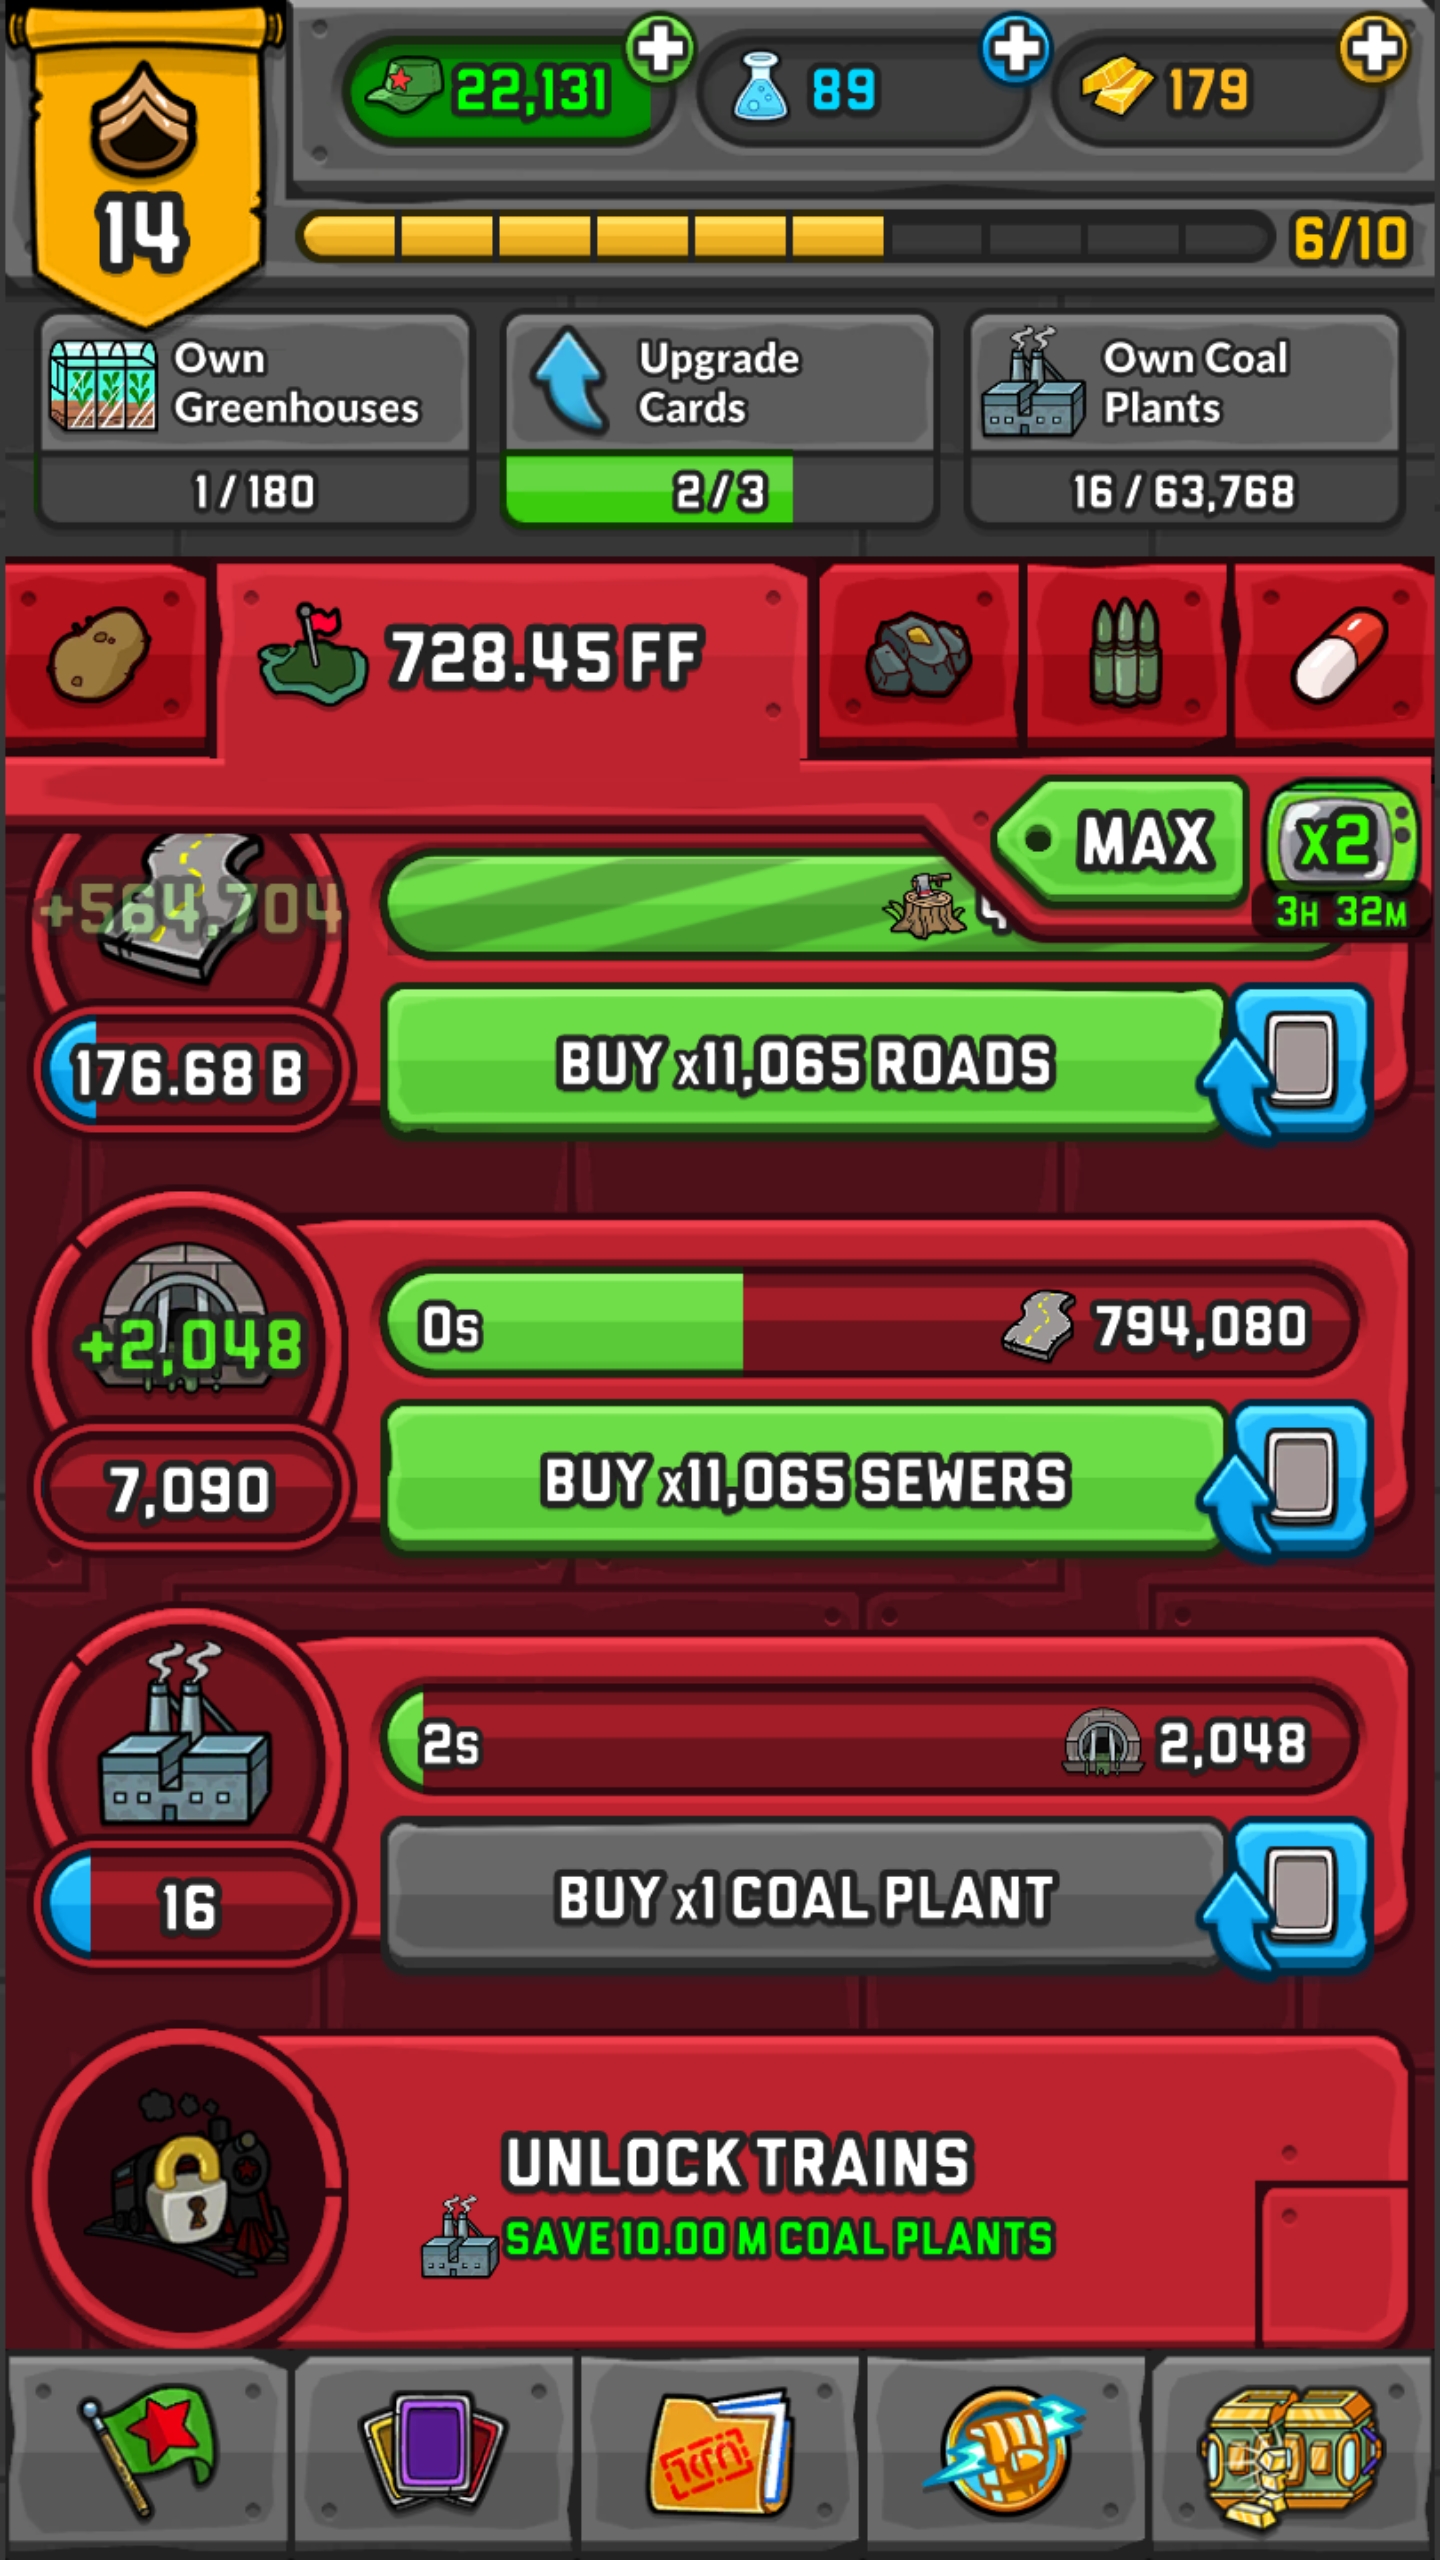 22,131
89
179
14
6/10
Own
Greenhouses
1/180
Upgrade
Cards
2/3
Own Coal
Plants
16/63,768
728.45 FF
MAX
x2
3H 32M
+564,704
176.68 B
BUY x11,065 ROADS
+2,048
0s
794,080
7,090
BUY x11,065 SEWERS
2s
2,048
16
BUY x1 COAL PLANT
UNLOCK TRAINS
SAVE 10.00 M COAL PLANTS